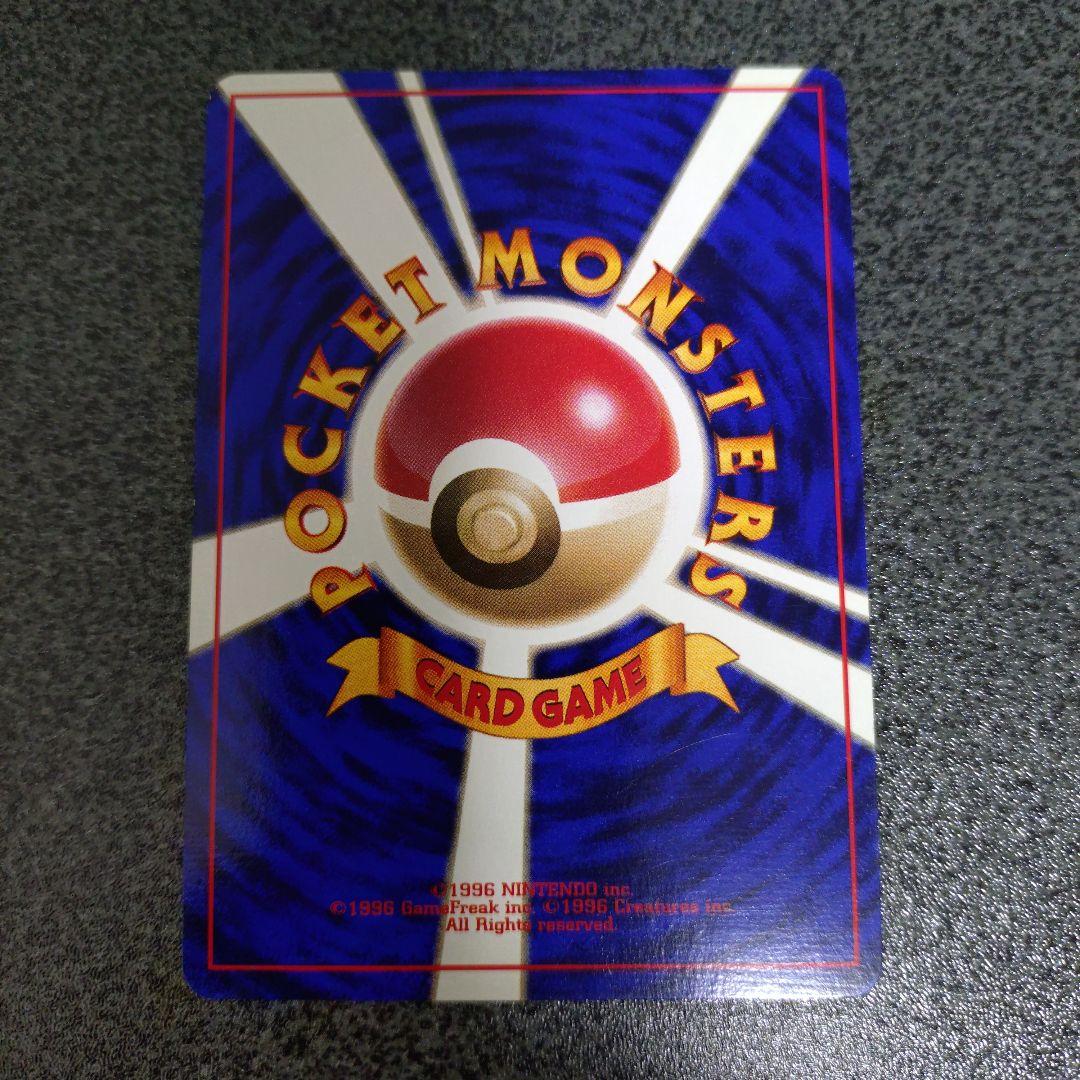 POCKET MONSTERS
CARD GAME
©1996 NINTENDO inc.
©1996 GameFreak inc. ©1996 Creatures inc.
All Rights reserved.